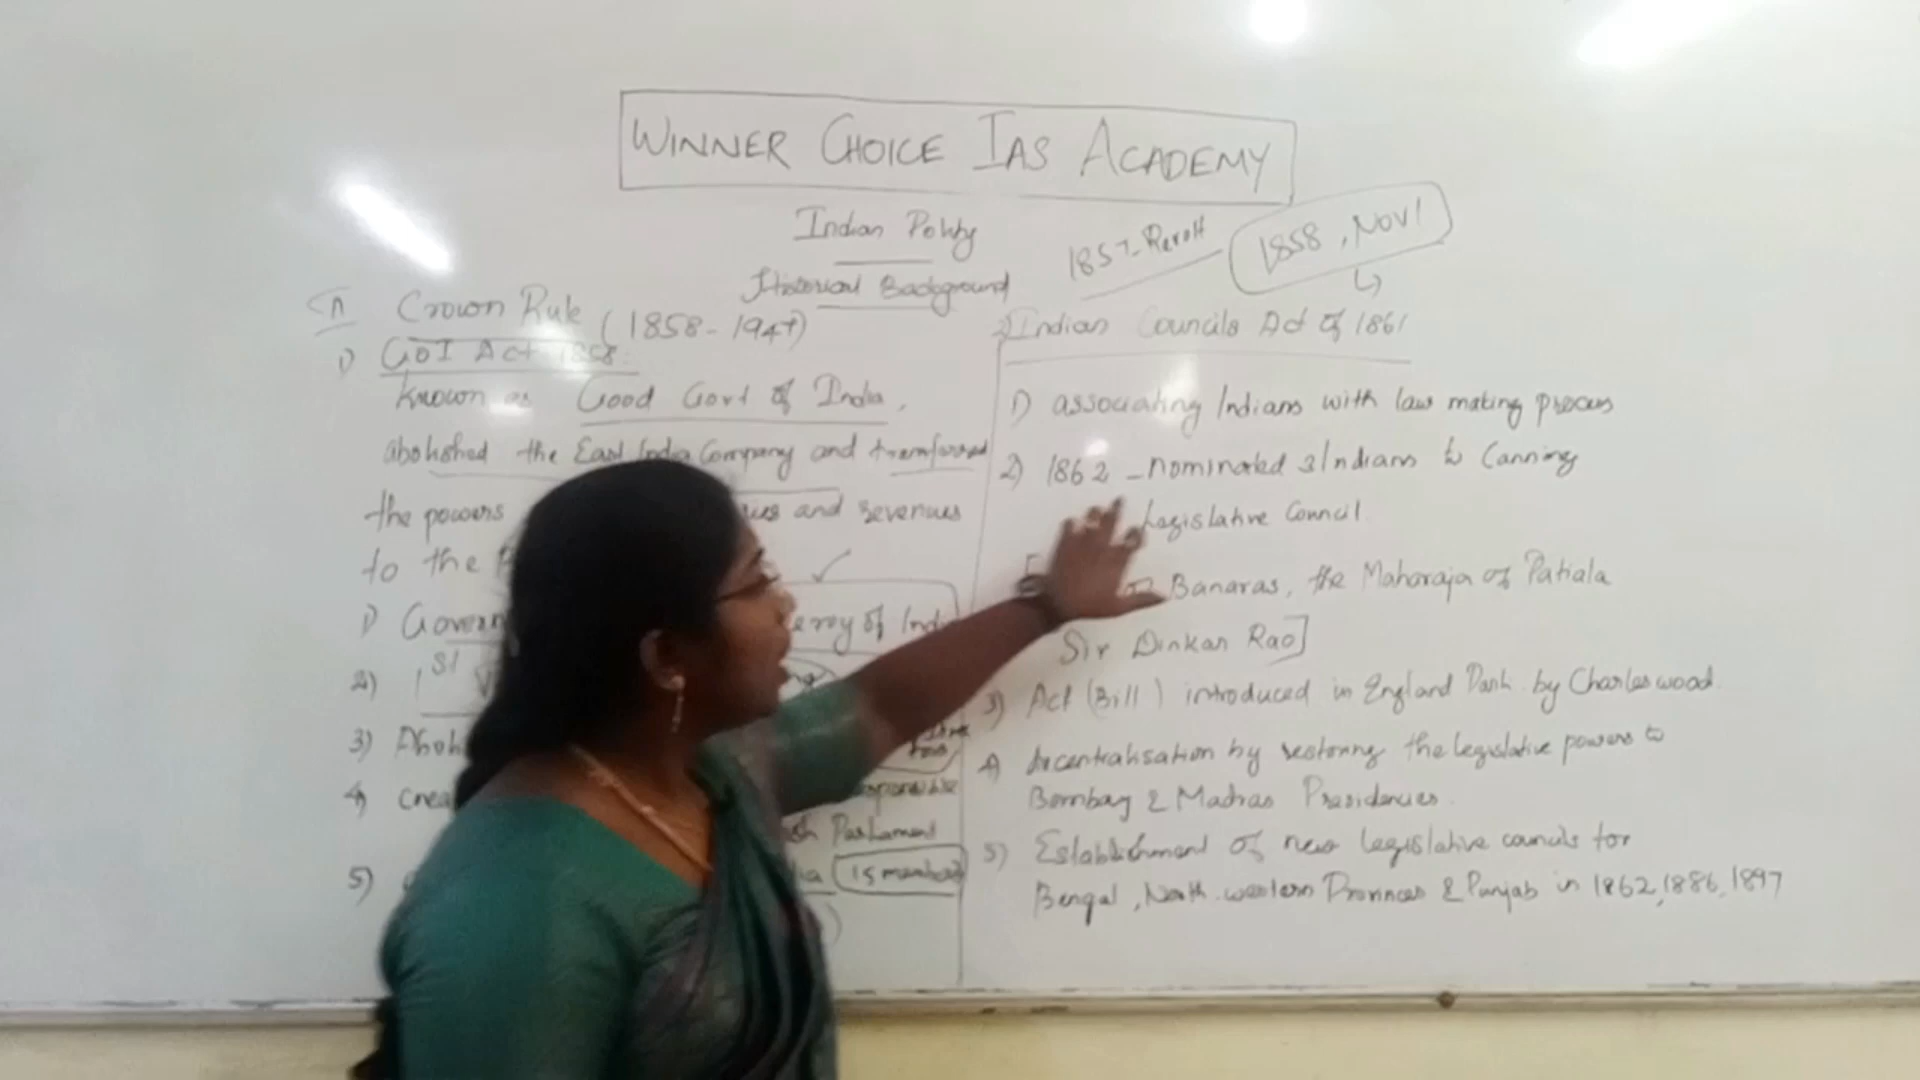 WINNER CHOICE IAS ACADEMY
Indian Polity
Historical Background
1857-Revolt
1858, NOV 1
Crown Rule (1858-1947)
1) GOI Act 1858
known as Good Govt of India,
abolished the East India Company and transferred
the powers and revenues
to the
1) Govern of India
2)
3) Aboli
4) crea responsible
Parliament
5) 15 members
2) Indian Councils Act of 1861
1) associating Indians with law making process
2) 1862 - nominated 3 Indians to Canning
Legislative Council
Banaras, the Maharaja of Patiala
Sir Dinkar Rao]
3) Act (Bill) introduced in England Parli. by Charles wood.
4) decentralisation by restoring the legislative powers to
Bombay & Madras Presidencies.
5) Establishment of new legislative councils for
Bengal, North-western Provinces & Punjab in 1862, 1886, 1897